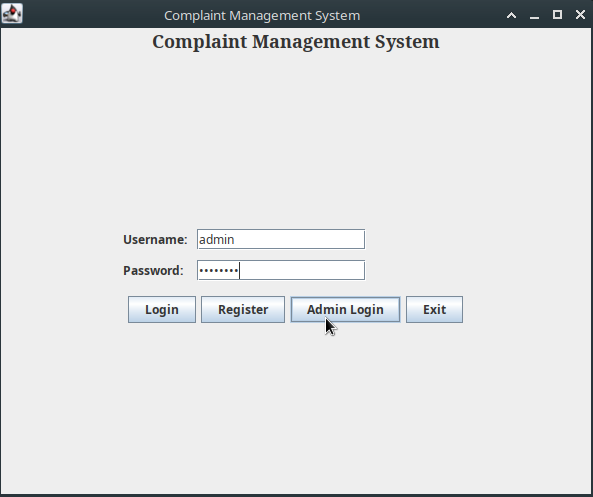 Complaint Management System
Complaint Management System
Username: admin
Password: ••••••••
Login Register Admin Login Exit